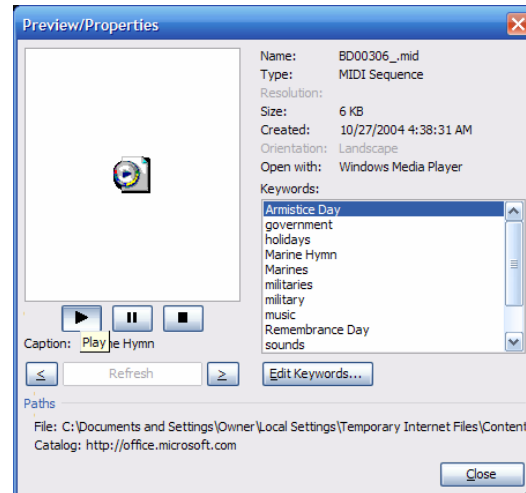 Preview/Properties
Name: BD00306_.mid
Type: MIDI Sequence
Resolution:
Size: 6 KB
Created: 10/27/2004 4:38:31 AM
Orientation: Landscape
Open with: Windows Media Player
Keywords:
Armistice Day
government
holidays
Marine Hymn
Marines
militaries
military
music
Remembrance Day
sounds
Caption: Play ne Hymn
< Refresh > Edit Keywords...
Paths
File: C:\Documents and Settings\Owner\Local Settings\Temporary Internet Files\Content
Catalog: http://office.microsoft.com
Close